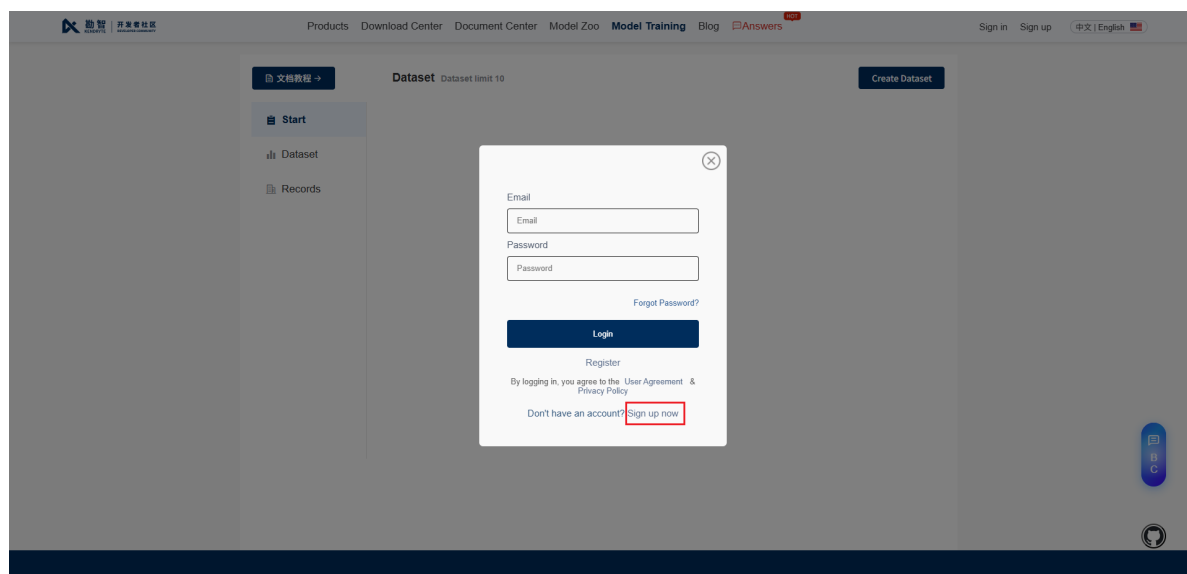 勘智 开发者社区
KENDRYTE DEVELOPER COMMUNITY
Products Download Center Document Center Model Zoo Model Training Blog Answers HOT
Sign in Sign up 中文 | English
文档教程 →
Dataset Dataset limit 10
Create Dataset
Start
Dataset
Records
Email
Email
Password
Password
Forgot Password?
Login
Register
By logging in, you agree to the User Agreement &
Privacy Policy
Don't have an account? Sign up now
B
C